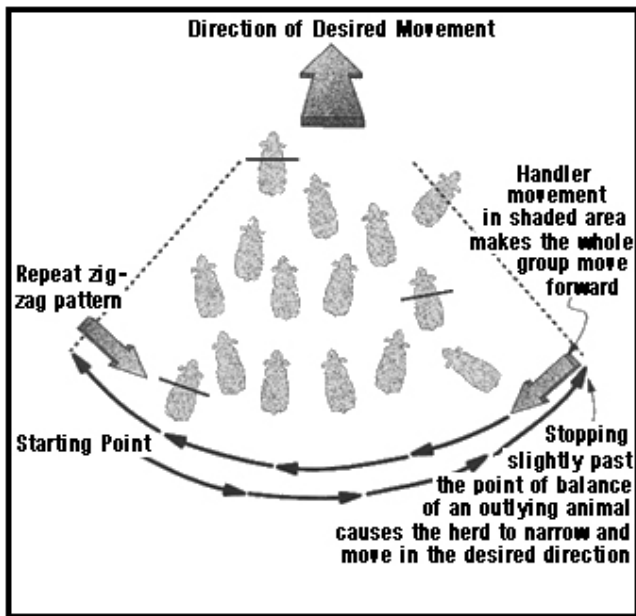 Direction of Desired Movement
Handler
movement
in shaded area
makes the whole
group move
forward
Repeat zig-
zag pattern
Starting Point
Stopping
slightly past
the point of balance
of an outlying animal
causes the herd to narrow and
move in the desired direction